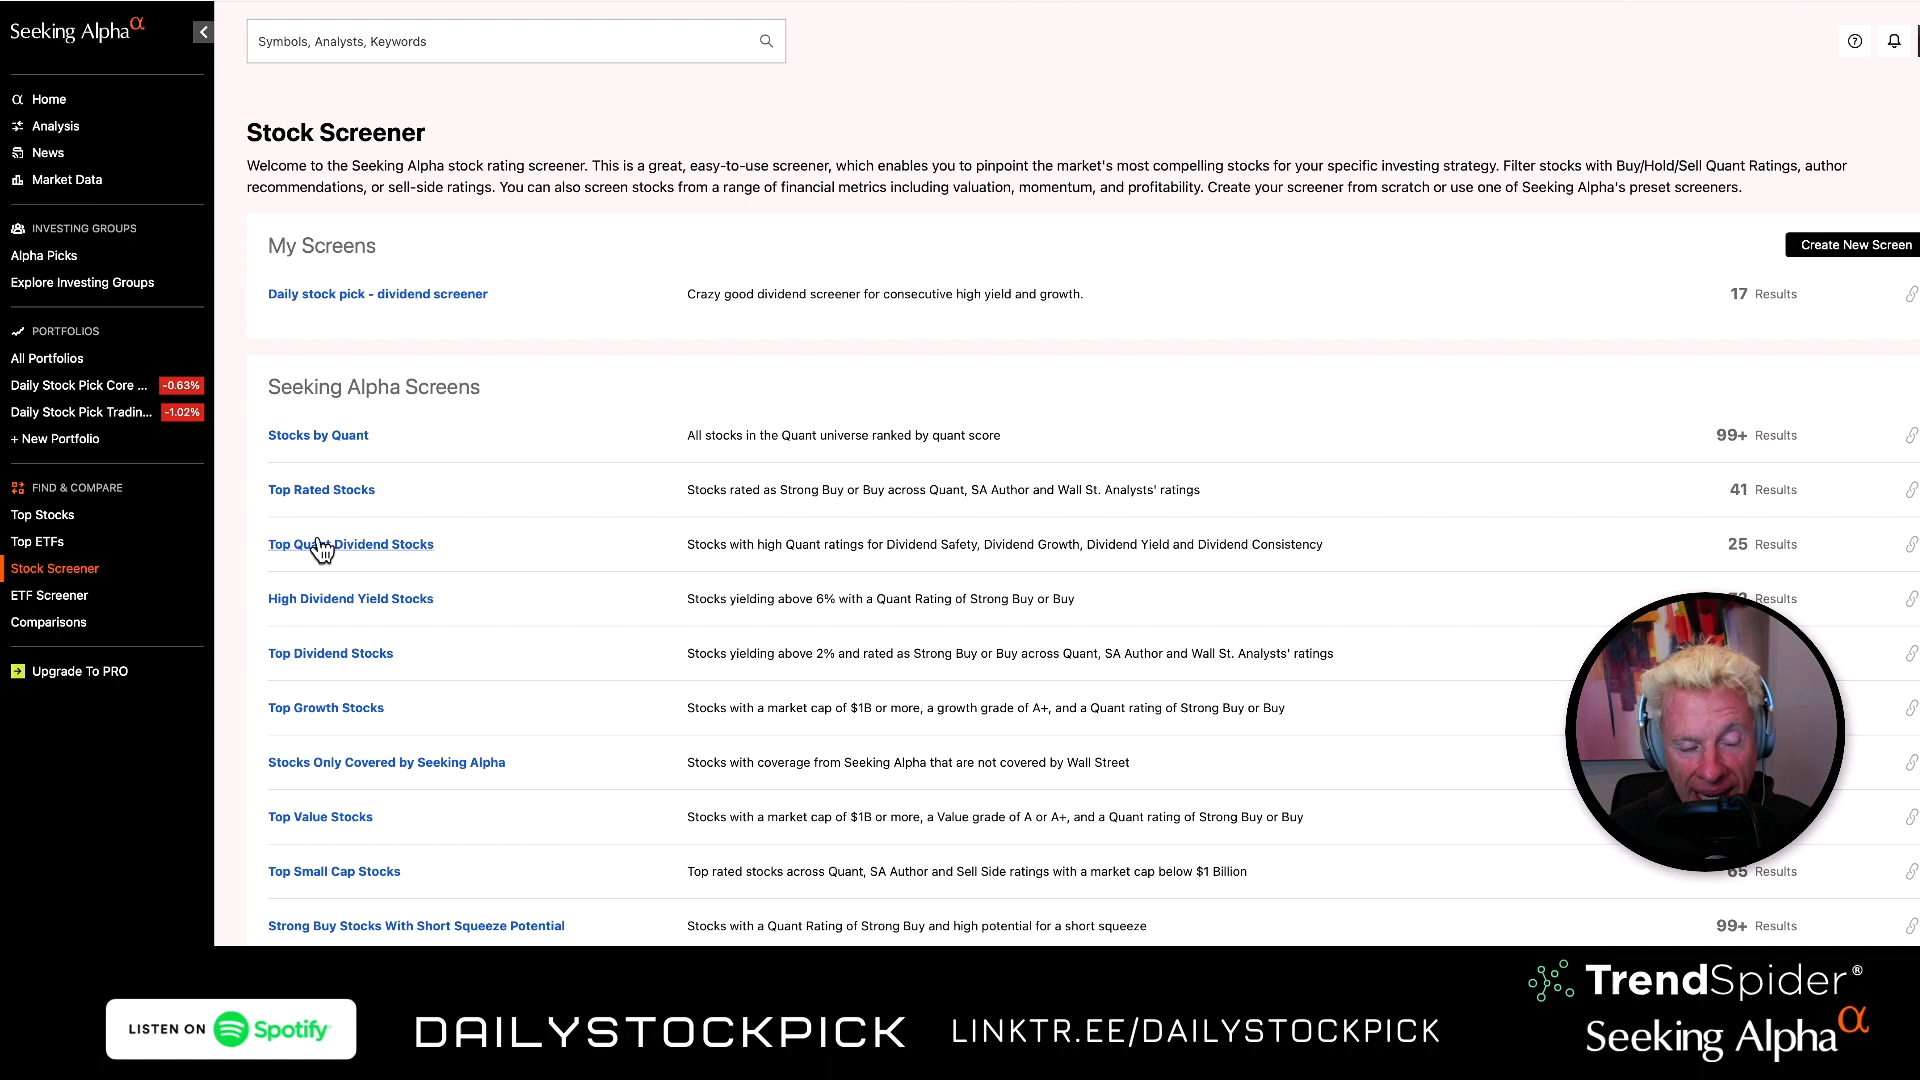 Seeking Alpha α
Symbols, Analysts, Keywords
Home
Analysis
News
Market Data
INVESTING GROUPS
Alpha Picks
Explore Investing Groups
PORTFOLIOS
All Portfolios
Daily Stock Pick Core ... -0.63%
Daily Stock Pick Tradin... -1.02%
+ New Portfolio
FIND & COMPARE
Top Stocks
Top ETFs
Stock Screener
ETF Screener
Comparisons
Upgrade To PRO
Stock Screener
Welcome to the Seeking Alpha stock rating screener. This is a great, easy-to-use screener, which enables you to pinpoint the market's most compelling stocks for your specific investing strategy. Filter stocks with Buy/Hold/Sell Quant Ratings, author
recommendations, or sell-side ratings. You can also screen stocks from a range of financial metrics including valuation, momentum, and profitability. Create your screener from scratch or use one of Seeking Alpha's preset screeners.
My Screens
Create New Screen
Daily stock pick - dividend screener Crazy good dividend screener for consecutive high yield and growth. 17 Results
Seeking Alpha Screens
Stocks by Quant All stocks in the Quant universe ranked by quant score 99+ Results
Top Rated Stocks Stocks rated as Strong Buy or Buy across Quant, SA Author and Wall St. Analysts' ratings 41 Results
Top Quant Dividend Stocks Stocks with high Quant ratings for Dividend Safety, Dividend Growth, Dividend Yield and Dividend Consistency 25 Results
High Dividend Yield Stocks Stocks yielding above 6% with a Quant Rating of Strong Buy or Buy Results
Top Dividend Stocks Stocks yielding above 2% and rated as Strong Buy or Buy across Quant, SA Author and Wall St. Analysts' ratings
Top Growth Stocks Stocks with a market cap of $1B or more, a growth grade of A+, and a Quant rating of Strong Buy or Buy
Stocks Only Covered by Seeking Alpha Stocks with coverage from Seeking Alpha that are not covered by Wall Street
Top Value Stocks Stocks with a market cap of $1B or more, a Value grade of A or A+, and a Quant rating of Strong Buy or Buy
Top Small Cap Stocks Top rated stocks across Quant, SA Author and Sell Side ratings with a market cap below $1 Billion 65 Results
Strong Buy Stocks With Short Squeeze Potential Stocks with a Quant Rating of Strong Buy and high potential for a short squeeze 99+ Results
LISTEN ON Spotify
DAILYSTOCKPICK
LINKTR.EE/DAILYSTOCKPICK
TrendSpider®
Seeking Alpha α